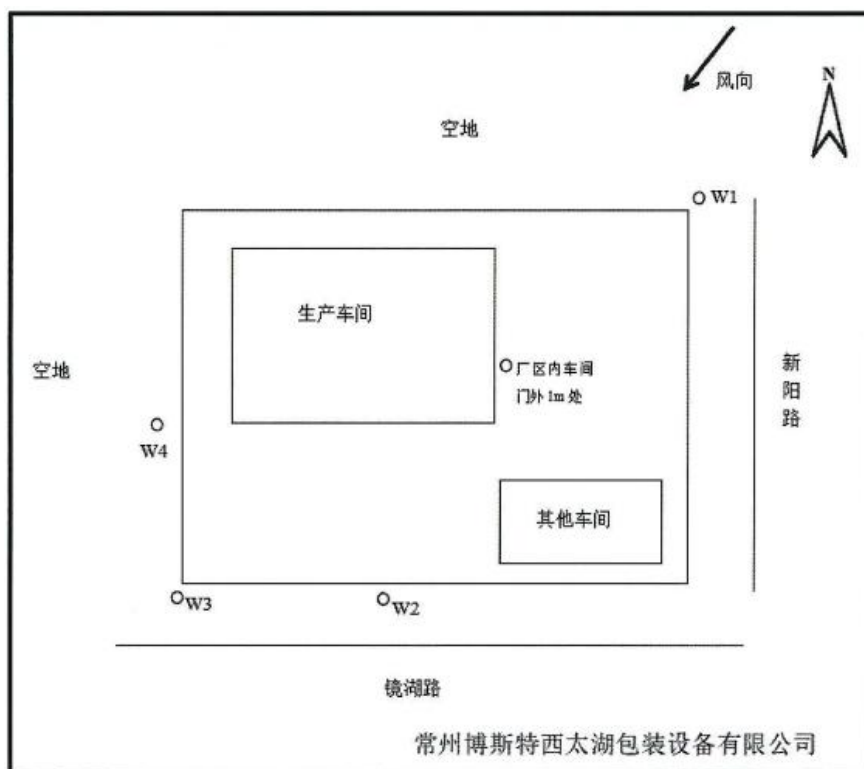 风向
N
空地
W1
生产车间
厂区内车间
门外 1m 处
空地
新阳路
W4
其他车间
W3
W2
镜湖路
常州博斯特西太湖包装设备有限公司